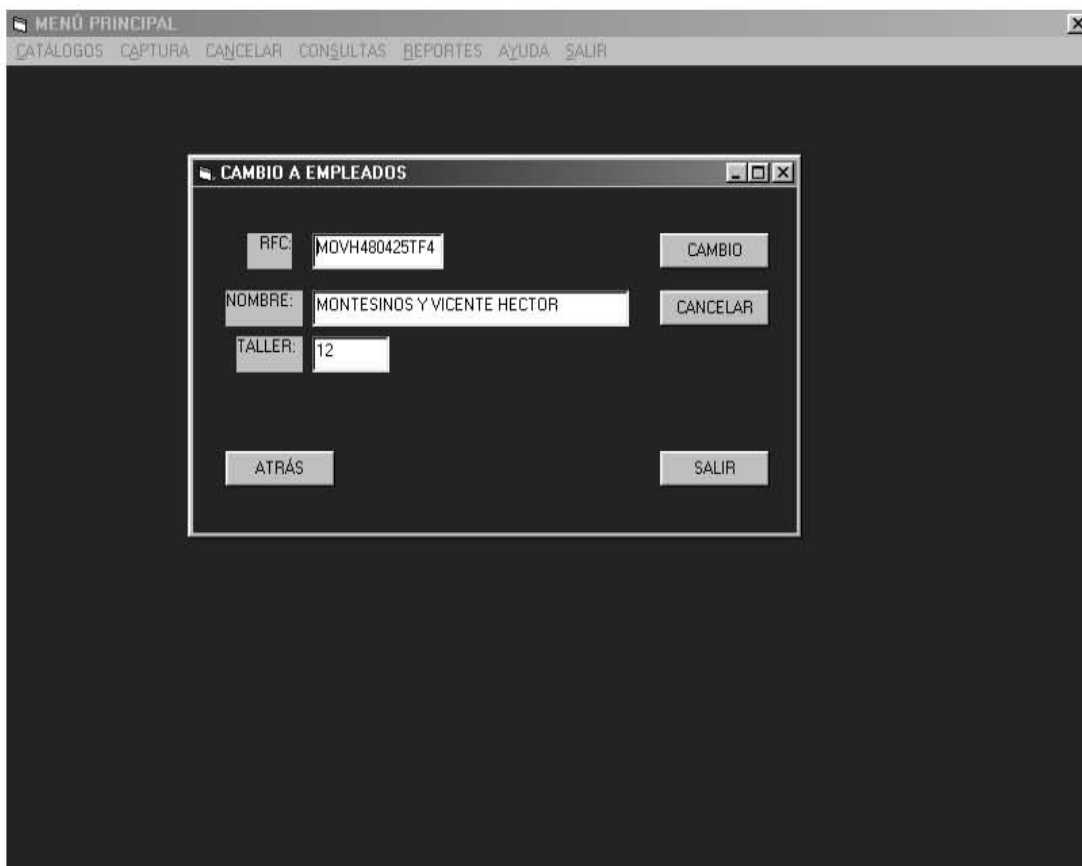 MENÚ PRINCIPAL
CATÁLOGOS CAPTURA CANCELAR CONSULTAS REPORTES AYUDA SALIR
CAMBIO A EMPLEADOS
RFC: MOVH480425TF4 CAMBIO
NOMBRE: MONTESINOS Y VICENTE HECTOR CANCELAR
TALLER: 12
ATRÁS SALIR